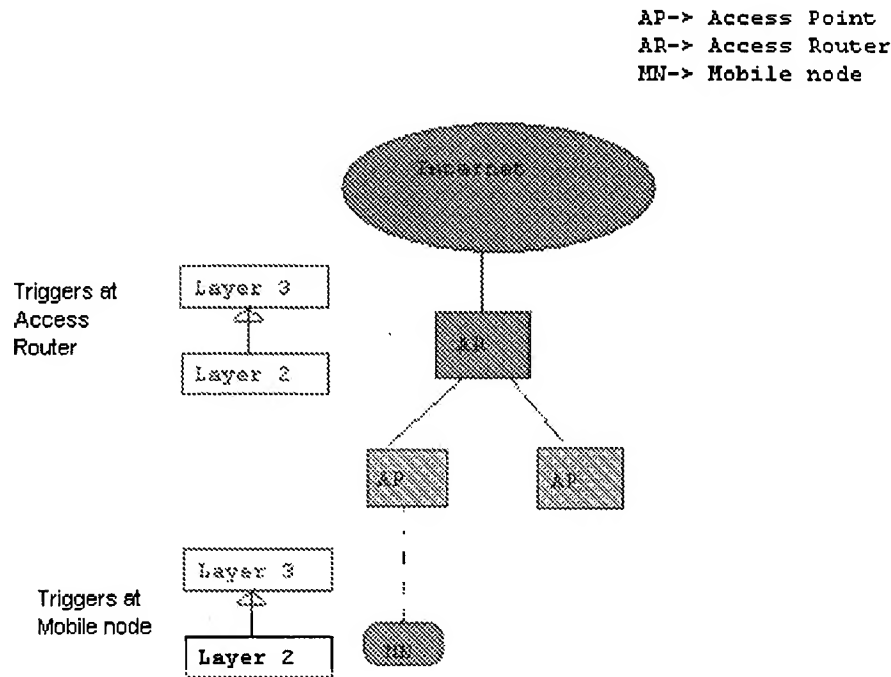 AP-> Access Point
AR-> Access Router
MN-> Mobile node
Internet
Triggers at
Access
Router
Layer 3
Layer 2
AR
AP
AP
Triggers at
Mobile node
Layer 3
Layer 2
MN